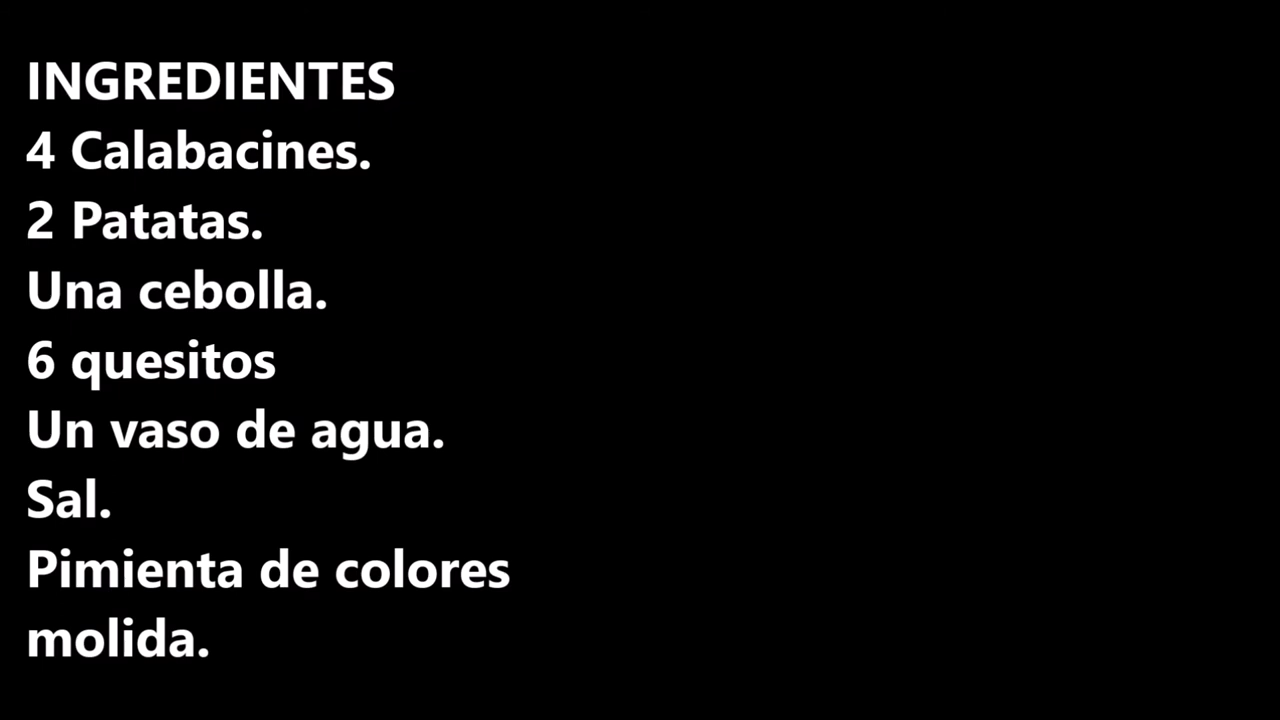 INGREDIENTES
4 Calabacines.
2 Patatas.
Una cebolla.
6 quesitos
Un vaso de agua.
Sal.
Pimienta de colores
molida.